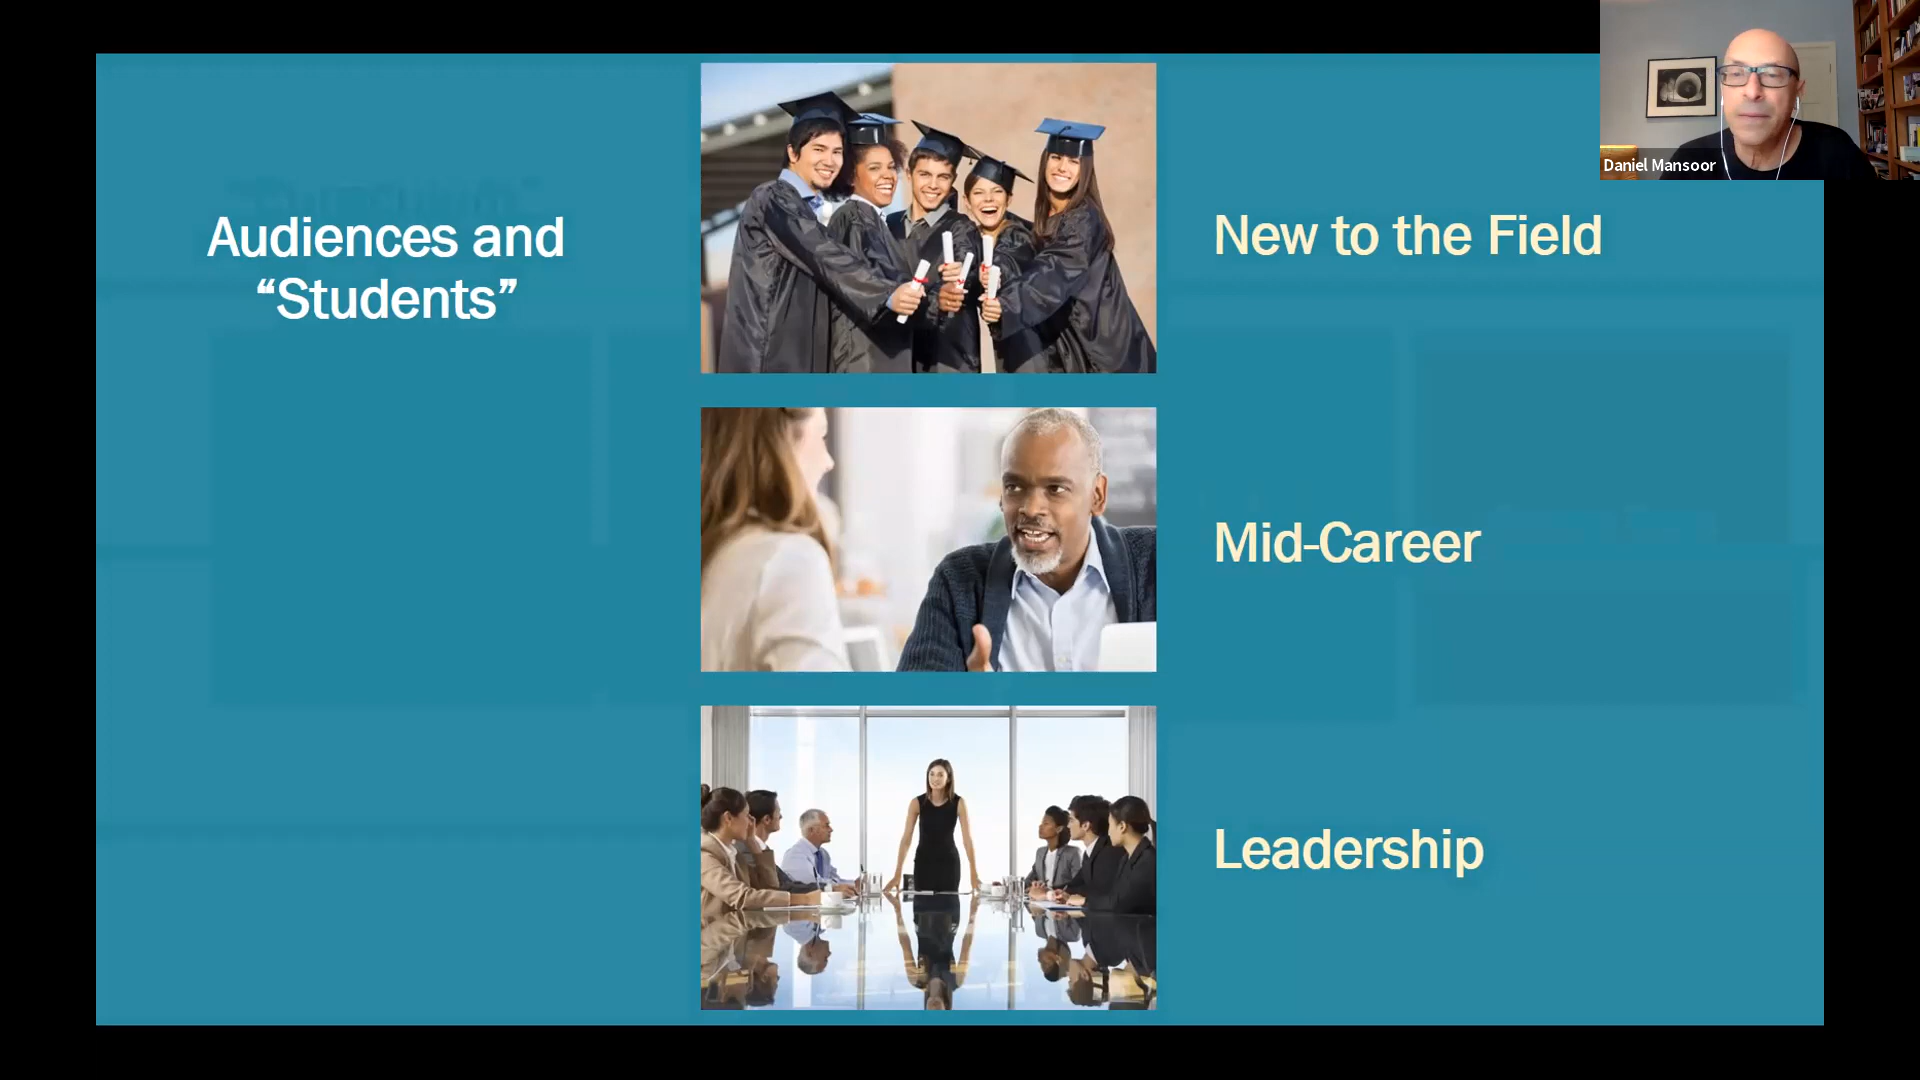 Daniel Mansoor
Audiences and
“Students”
New to the Field
Mid-Career
Leadership